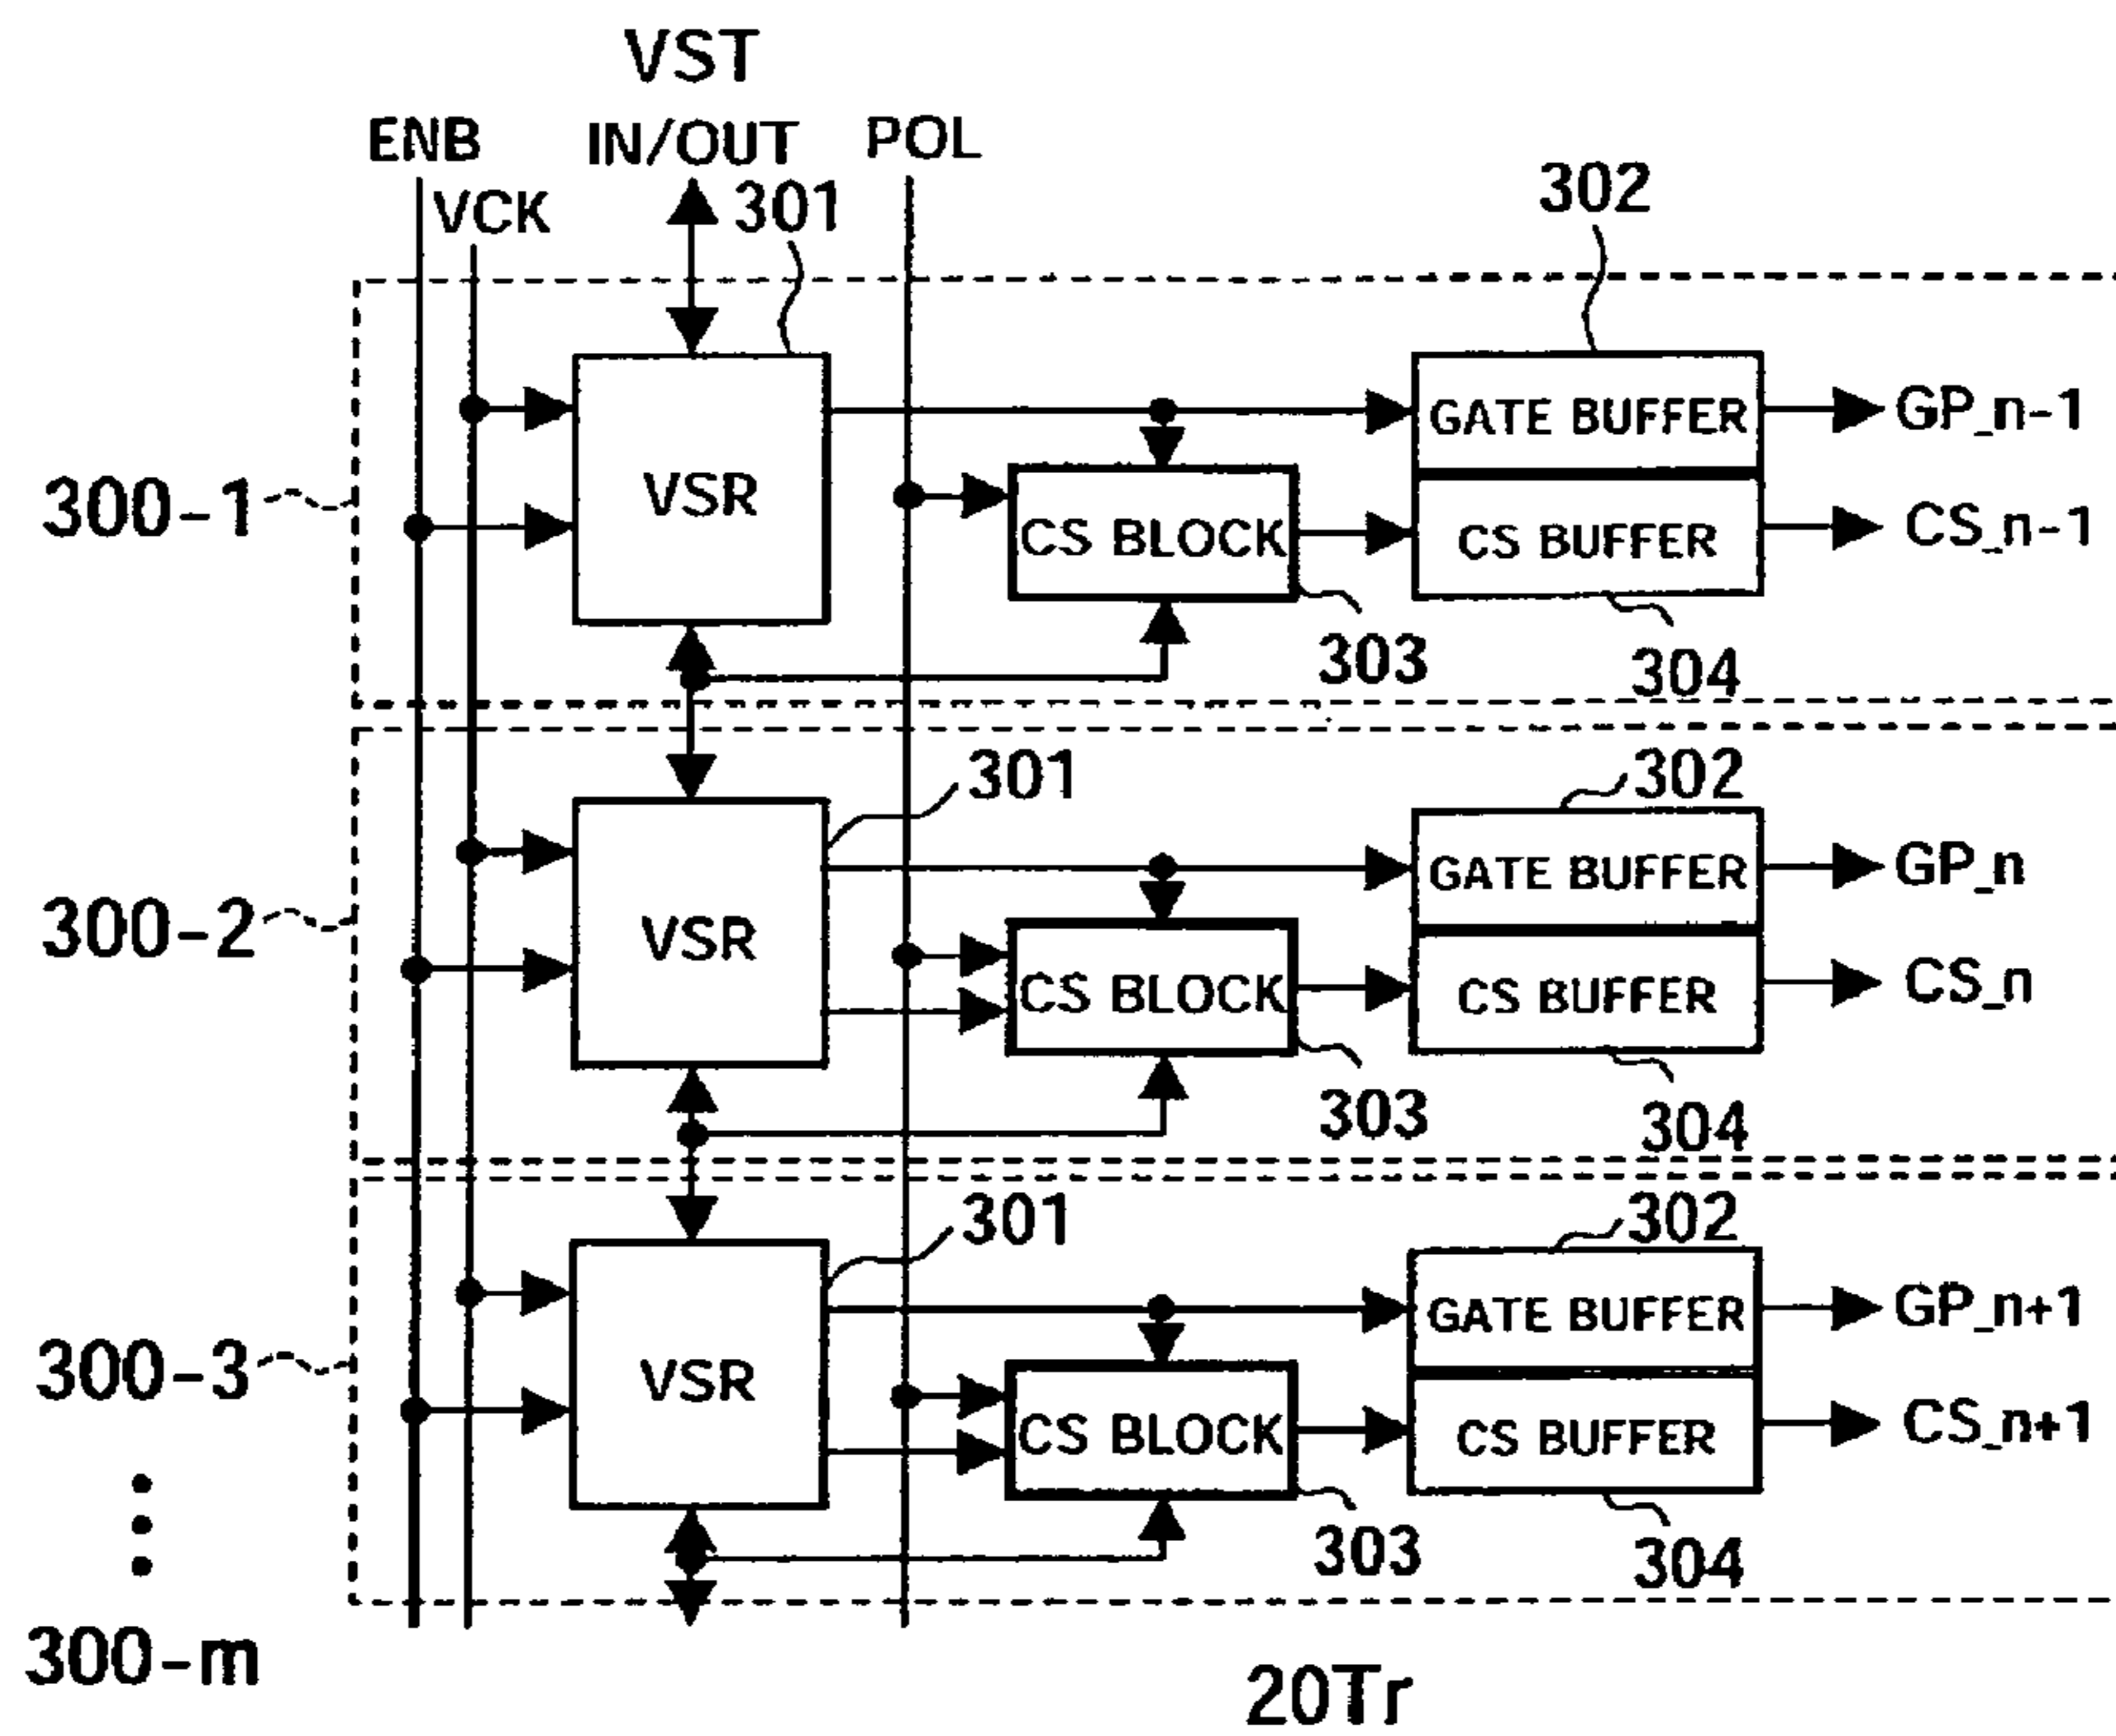 VST
ENB IN/OUT POL
VCK 301 302
VSR GATE BUFFER GP_n-1
300-1 CS BLOCK CS BUFFER CS_n-1
303 304
301 302
VSR GATE BUFFER GP_n
300-2 CS BLOCK CS BUFFER CS_n
303 304
301 302
VSR GATE BUFFER GP_n+1
300-3 CS BLOCK CS BUFFER CS_n+1
303 304
300-m
20Tr